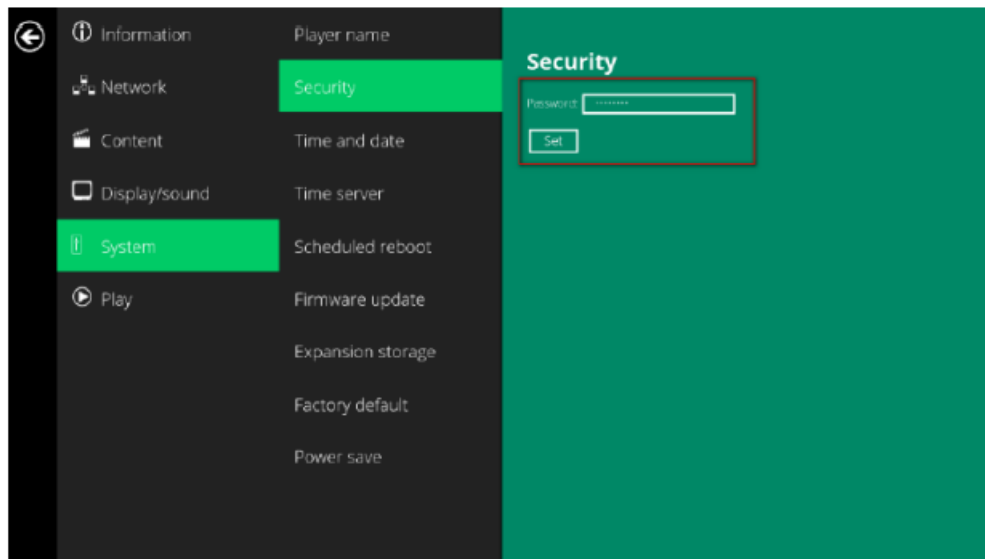 Information
Network
Content
Display/sound
System
Play
Player name
Security
Time and date
Time server
Scheduled reboot
Firmware update
Expansion storage
Factory default
Power save
Security
Password: ········
Set